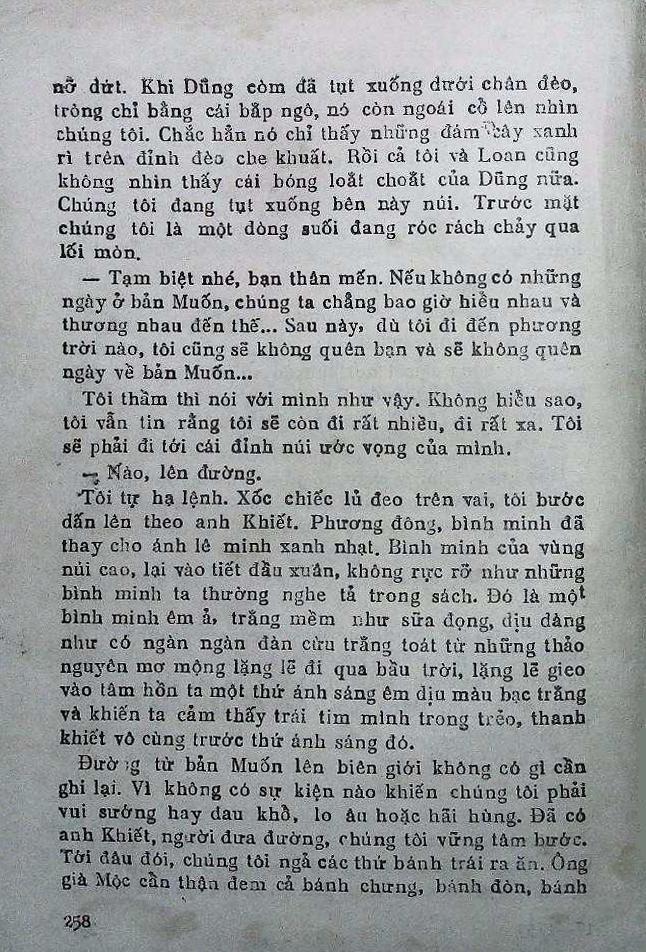 nỡ dứt. Khi Dũng còm đã tụt xuống dưới chân đèo,
trông chỉ bằng cái bắp ngô, nó còn ngoái cổ lên nhìn
chúng tôi. Chắc hẳn nó chỉ thấy những đám cây xanh
rì trên đỉnh đèo che khuất. Rồi cả tôi và Loan cũng
không nhìn thấy cái bóng loắt choắt của Dũng nữa.
Chúng tôi đang tụt xuống bên này núi. Trước mặt
chúng tôi là một dòng suối đang róc rách chảy qua
lối mòn.
— Tạm biệt nhé, bạn thân mến. Nếu không có những
ngày ở bản Muốn, chúng ta chẳng bao giờ hiểu nhau và
thương nhau đến thế... Sau này, dù tôi đi đến phương
trời nào, tôi cũng sẽ không quên bạn và sẽ không quên
ngày về bản Muốn...
Tôi thầm thì nói với mình như vậy. Không hiểu sao,
tôi vẫn tin rằng tôi sẽ còn đi rất nhiều, đi rất xa. Tôi
sẽ phải đi tới cái đỉnh núi ước vọng của mình.
— Nào, lên đường.
Tôi tự hạ lệnh. Xốc chiếc lủ đeo trên vai, tôi bước
dấn lên theo anh Khiết. Phương đông, bình minh đã
thay cho ánh lê minh xanh nhạt. Bình minh của vùng
núi cao, lại vào tiết đầu xuân, không rực rỡ như những
bình minh ta thường nghe tả trong sách. Đó là một
bình minh êm ả, trắng mềm như sữa đọng, dịu dàng
như có ngàn ngàn đàn cừu trắng toát từ những thảo
nguyên mơ mộng lặng lẽ đi qua bầu trời, lặng lẽ gieo
vào tâm hồn ta một thứ ánh sáng êm dịu màu bạc trắng
và khiến ta cảm thấy trái tim mình trong trẻo, thanh
khiết vô cùng trước thứ ánh sáng đó.
Đường từ bản Muốn lên biên giới không có gì cần
ghi lại. Vì không có sự kiện nào khiến chúng tôi phải
vui sướng hay đau khổ, lo âu hoặc hãi hùng. Đã có
anh Khiết, người đưa đường, chúng tôi vững tâm bước.
Tới đâu đói, chúng tôi ngả các thứ bánh trái ra ăn. Ông
già Mộc cẩn thận đem cả bánh chưng, bánh đòn, bánh
258